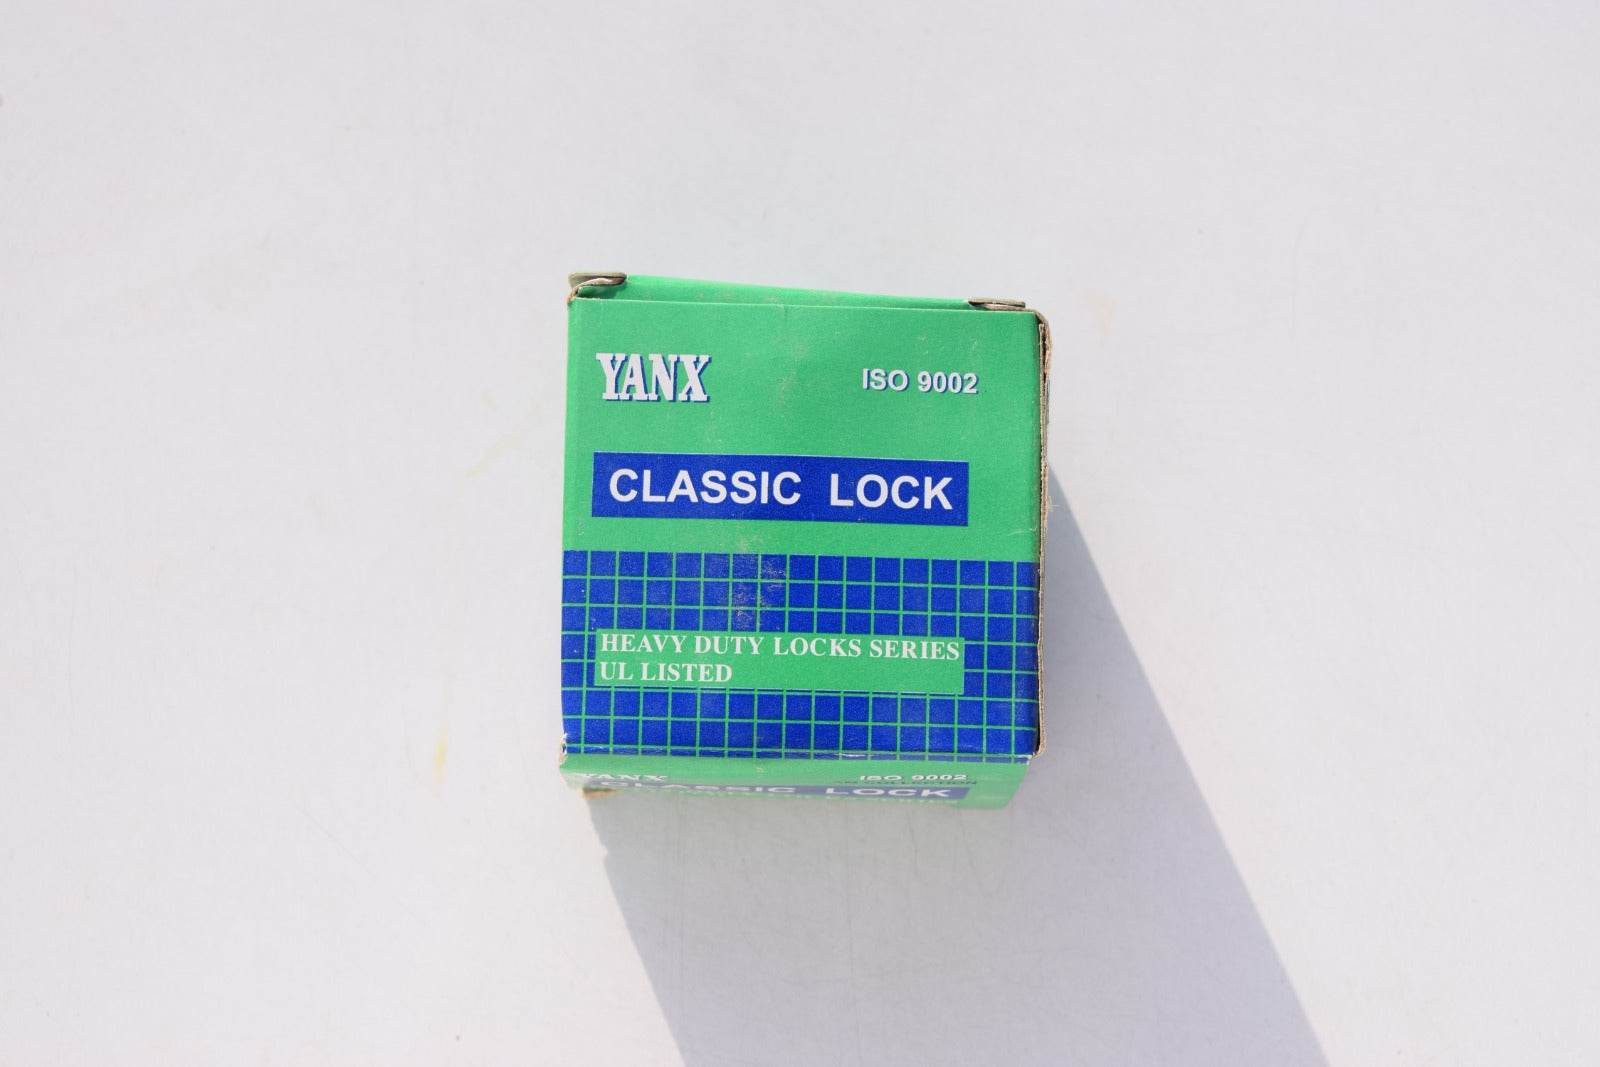 YANX
ISO 9002
CLASSIC LOCK
HEAVY DUTY LOCKS SERIES
UL LISTED
YANX
ISO 9002
CLASSIC LOCK